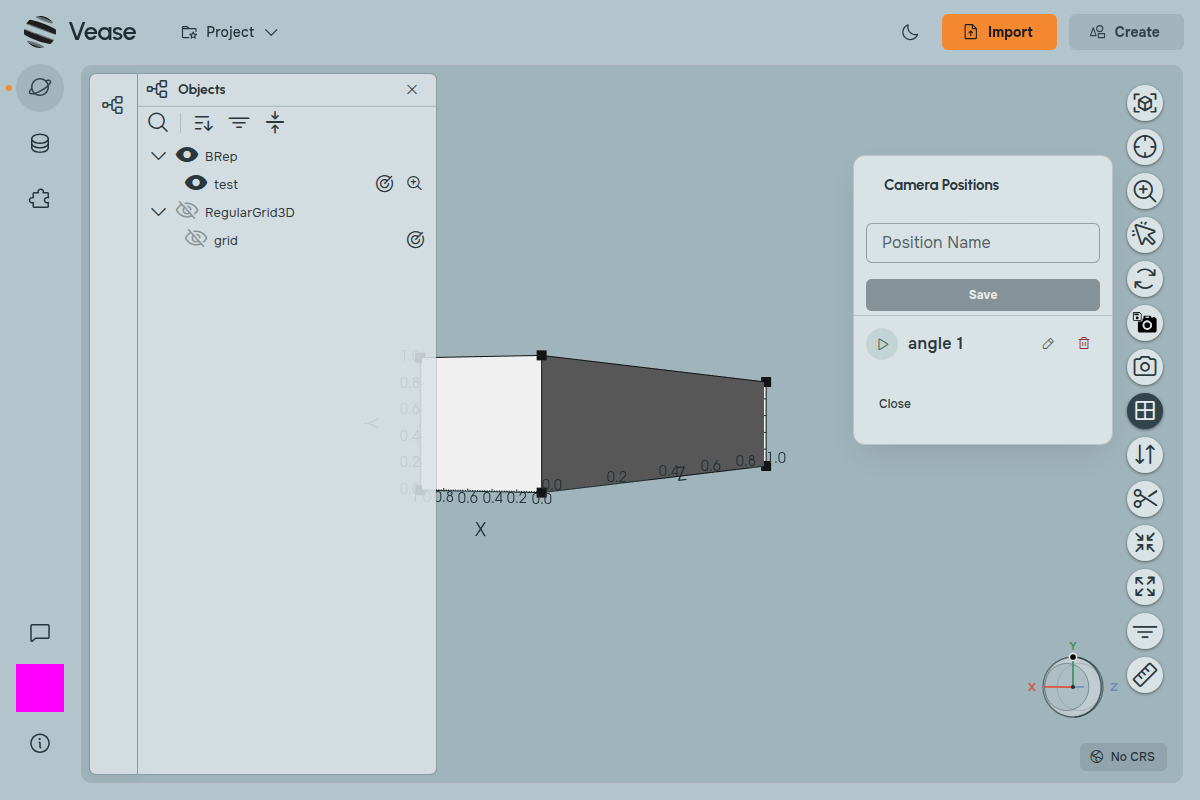 Vease
Project
Import
Create
Objects
BRep
test
RegularGrid3D
grid
Camera Positions
Position Name
Save
angle 1
Close
1.0
0.8
0.6
0.4
0.2
0.0
Y
0.8 0.6 0.4 0.2 0.0
X
0.0 0.2 0.4 0.6 0.8 1.0
Z
Y
X
Z
No CRS